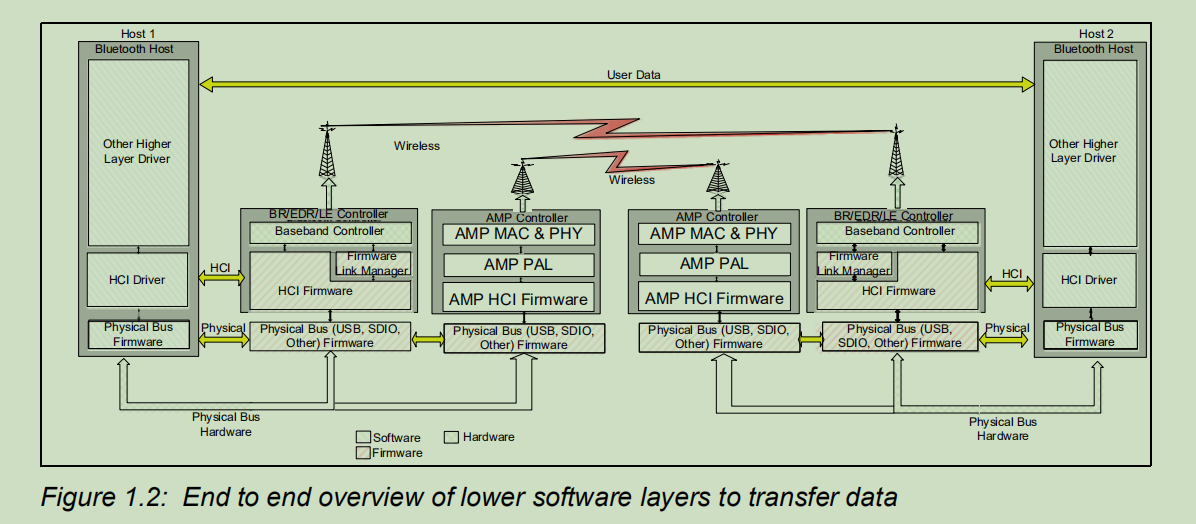 Host 1
Bluetooth Host
Other Higher
Layer Driver
HCI Driver
Physical Bus
Firmware
HCI
Physical
User Data
Wireless
Wireless
BR/EDR/LE Controller
Baseband Controller
Firmware
Link Manager
HCI Firmware
Physical Bus (USB, SDIO,
Other) Firmware
AMP Controller
AMP MAC & PHY
AMP PAL
AMP HCI Firmware
Physical Bus (USB, SDIO,
Other) Firmware
AMP Controller
AMP MAC & PHY
AMP PAL
AMP HCI Firmware
Physical Bus (USB, SDIO,
Other) Firmware
BR/EDR/LE Controller
Baseband Controller
Firmware
Link Manager
HCI Firmware
Physical Bus (USB,
SDIO, Other) Firmware
HCI
Physical
Host 2
Bluetooth Host
Other Higher
Layer Driver
HCI Driver
Physical Bus
Firmware
Physical Bus
Hardware
Physical Bus
Hardware
Software
Hardware
Firmware
Figure 1.2: End to end overview of lower software layers to transfer data